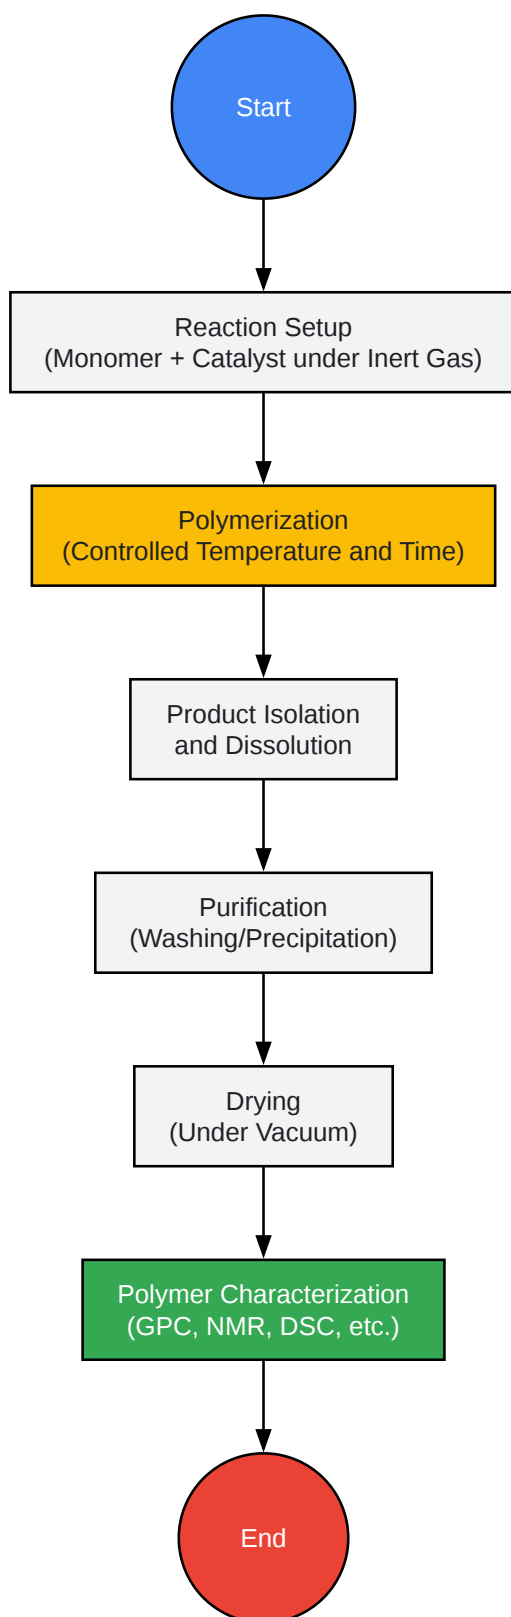 Start
Reaction Setup
(Monomer + Catalyst under Inert Gas)
Polymerization
(Controlled Temperature and Time)
Product Isolation
and Dissolution
Purification
(Washing/Precipitation)
Drying
(Under Vacuum)
Polymer Characterization
(GPC, NMR, DSC, etc.)
End